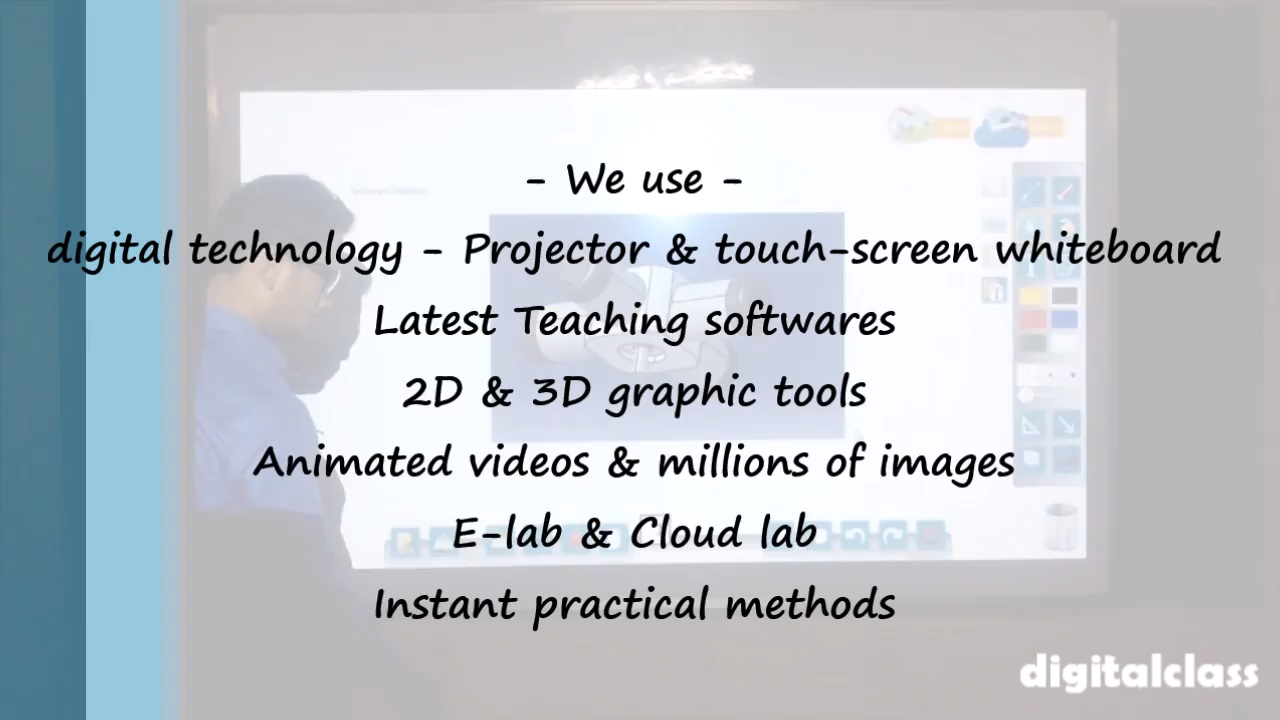 - We use -
digital technology - Projector & touch-screen whiteboard
Latest Teaching softwares
2D & 3D graphic tools
Animated videos & millions of images
E-lab & Cloud lab
Instant practical methods
digitalclass